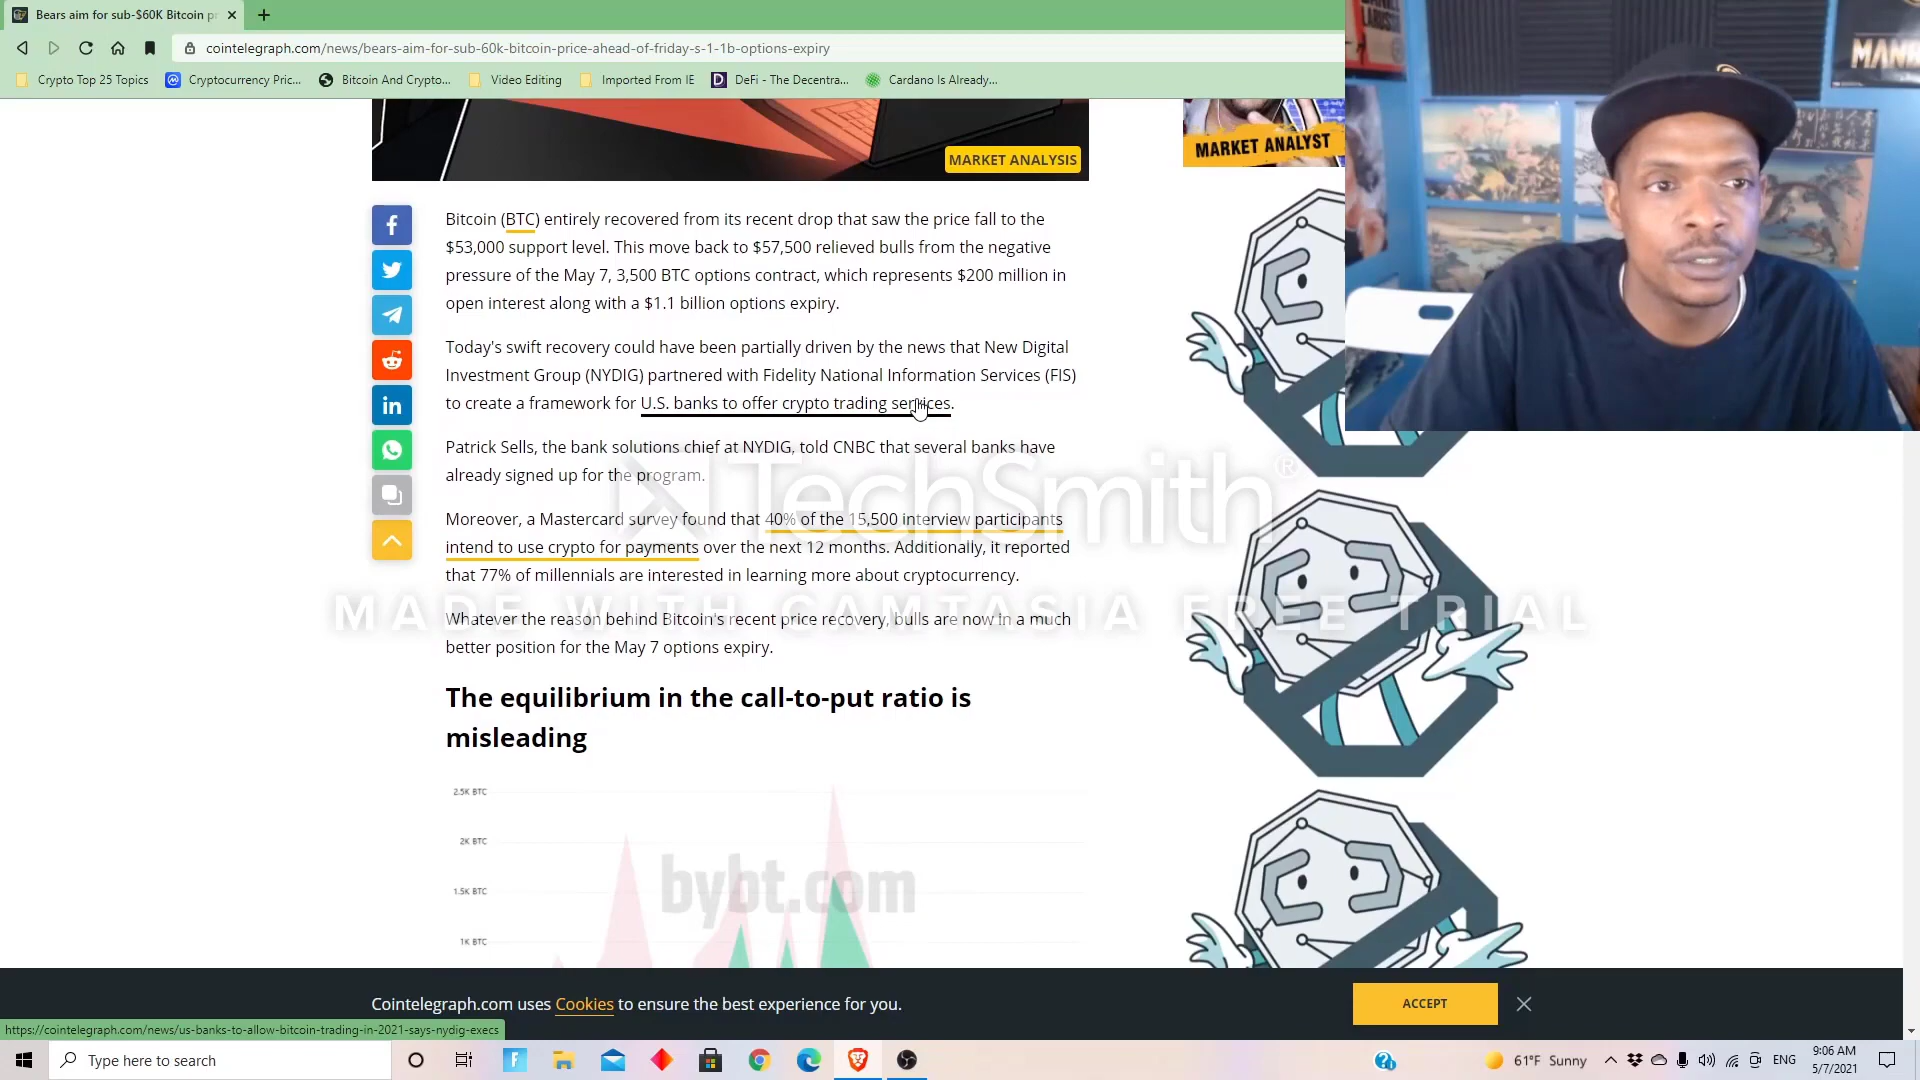 Bears aim for sub-$60K Bitcoin pr
cointelegraph.com/news/bears-aim-for-sub-60k-bitcoin-price-ahead-of-friday-s-1-1b-options-expiry
Crypto Top 25 Topics
Cryptocurrency Pric...
Bitcoin And Crypto...
Video Editing
Imported From IE
DeFi - The Decentra...
Cardano Is Already...
MARKET ANALYSIS
MARKET ANALYST
Bitcoin (BTC) entirely recovered from its recent drop that saw the price fall to the
$53,000 support level. This move back to $57,500 relieved bulls from the negative
pressure of the May 7, 3,500 BTC options contract, which represents $200 million in
open interest along with a $1.1 billion options expiry.
Today's swift recovery could have been partially driven by the news that New Digital
Investment Group (NYDIG) partnered with Fidelity National Information Services (FIS)
to create a framework for U.S. banks to offer crypto trading services.
Patrick Sells, the bank solutions chief at NYDIG, told CNBC that several banks have
already signed up for the program.
Moreover, a Mastercard survey found that 40% of the 15,500 interview participants
intend to use crypto for payments over the next 12 months. Additionally, it reported
that 77% of millennials are interested in learning more about cryptocurrency.
Whatever the reason behind Bitcoin's recent price recovery, bulls are now in a much
better position for the May 7 options expiry.
TechSmith®
MADE WITH CAMTASIA FREE TRIAL
The equilibrium in the call-to-put ratio is
misleading
2.5K BTC
2K BTC
1.5K BTC
1K BTC
bybt.com
Cointelegraph.com uses Cookies to ensure the best experience for you.
ACCEPT
https://cointelegraph.com/news/us-banks-to-allow-bitcoin-trading-in-2021-says-nydig-execs
Type here to search
61°F Sunny
ENG
9:06 AM
5/7/2021